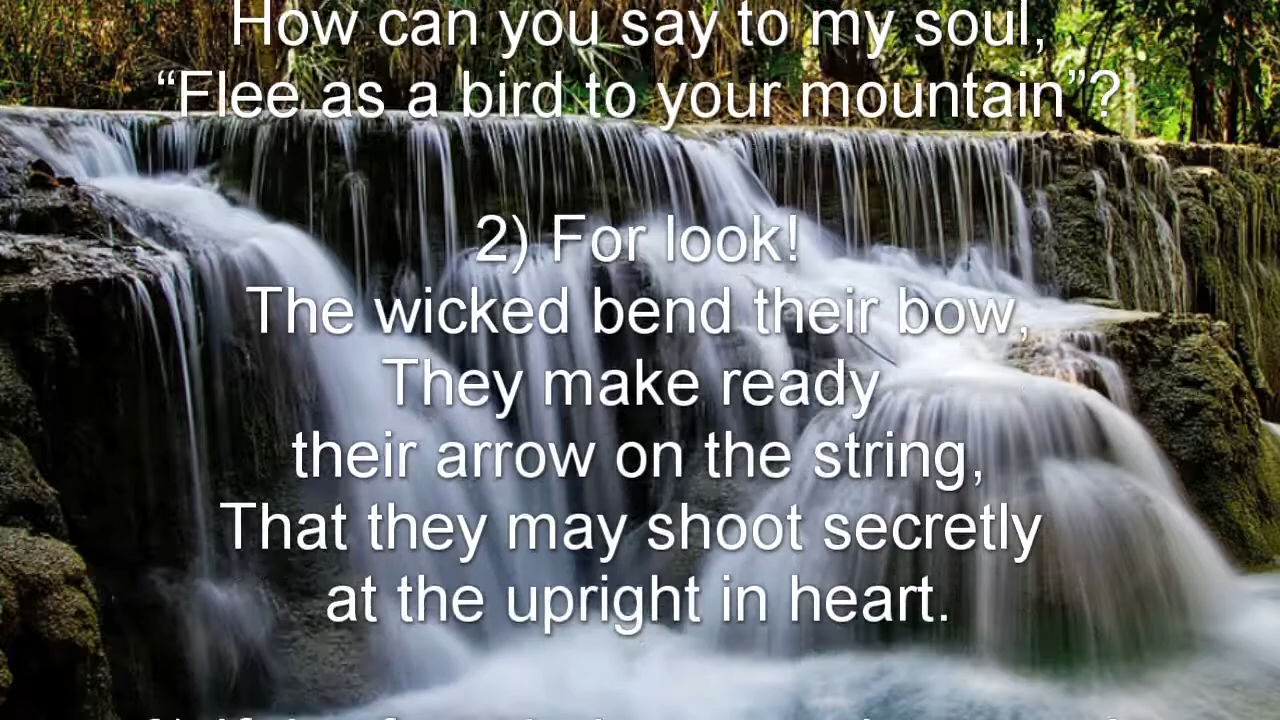 How can you say to my soul,
“Flee as a bird to your mountain”?
2) For look!
The wicked bend their bow,
They make ready
their arrow on the string,
That they may shoot secretly
at the upright in heart.